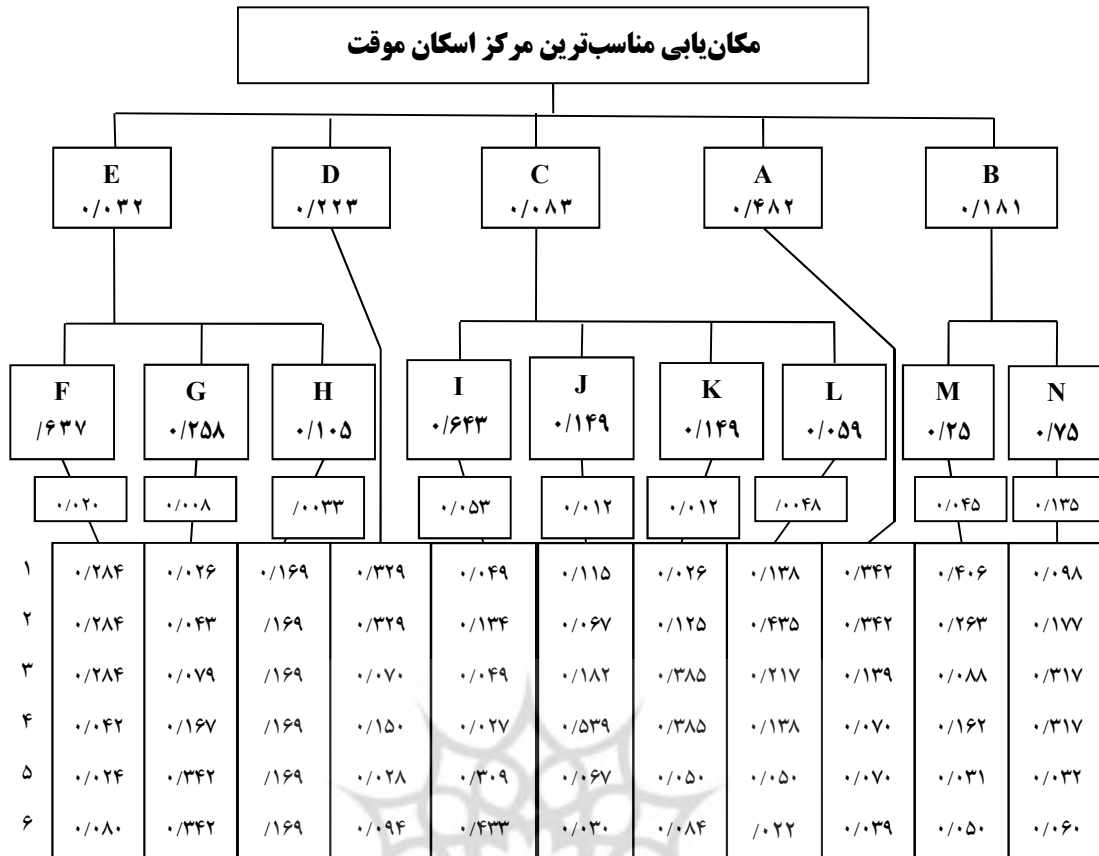 مکان‌یابی مناسب‌ترین مرکز اسکان موقت
E D C A B
۰/۰۳۲ ۰/۲۲۳ ۰/۰۸۳ ۰/۴۸۲ ۰/۱۸۱
F G H I J K L M N
/۶۳۷ ۰/۲۵۸ ۰/۱۰۵ ۰/۶۴۳ ۰/۱۴۹ ۰/۱۴۹ ۰/۰۵۹ ۰/۲۵ ۰/۷۵
۰/۰۲۰ ۰/۰۰۸ /۰۰۳۳ ۰/۰۵۳ ۰/۰۱۲ ۰/۰۱۲ /۰۰۴۸ ۰/۰۴۵ ۰/۱۳۵
۱ ۰/۲۸۴ ۰/۰۲۶ ۰/۱۶۹ ۰/۳۲۹ ۰/۰۴۹ ۰/۱۱۵ ۰/۰۲۶ ۰/۱۳۸ ۰/۳۴۲ ۰/۴۰۶ ۰/۰۹۸
۲ ۰/۲۸۴ ۰/۰۴۳ /۱۶۹ ۰/۳۲۹ ۰/۱۳۴ ۰/۰۶۷ ۰/۱۲۵ ۰/۴۳۵ ۰/۳۴۲ ۰/۲۶۳ ۰/۱۷۷
۳ ۰/۲۸۴ ۰/۰۷۹ /۱۶۹ ۰/۰۷۰ ۰/۰۴۹ ۰/۱۸۲ ۰/۳۸۵ ۰/۲۱۷ ۰/۱۳۹ ۰/۰۸۸ ۰/۳۱۷
۴ ۰/۰۴۲ ۰/۱۶۷ /۱۶۹ ۰/۱۵۰ ۰/۰۲۷ ۰/۵۳۹ ۰/۳۸۵ ۰/۱۳۸ ۰/۰۷۰ ۰/۱۶۲ ۰/۳۱۷
۵ ۰/۰۲۴ ۰/۳۴۲ /۱۶۹ ۰/۰۲۸ ۰/۳۰۹ ۰/۰۶۷ ۰/۰۵۰ ۰/۰۵۰ ۰/۰۷۰ ۰/۰۳۱ ۰/۰۳۲
۶ ۰/۰۸۰ ۰/۳۴۲ /۱۶۹ ۰/۰۹۴ ۰/۴۳۳ ۰/۰۳۰ ۰/۰۸۴ /۰۲۲ ۰/۰۳۹ ۰/۰۵۰ ۰/۰۶۰